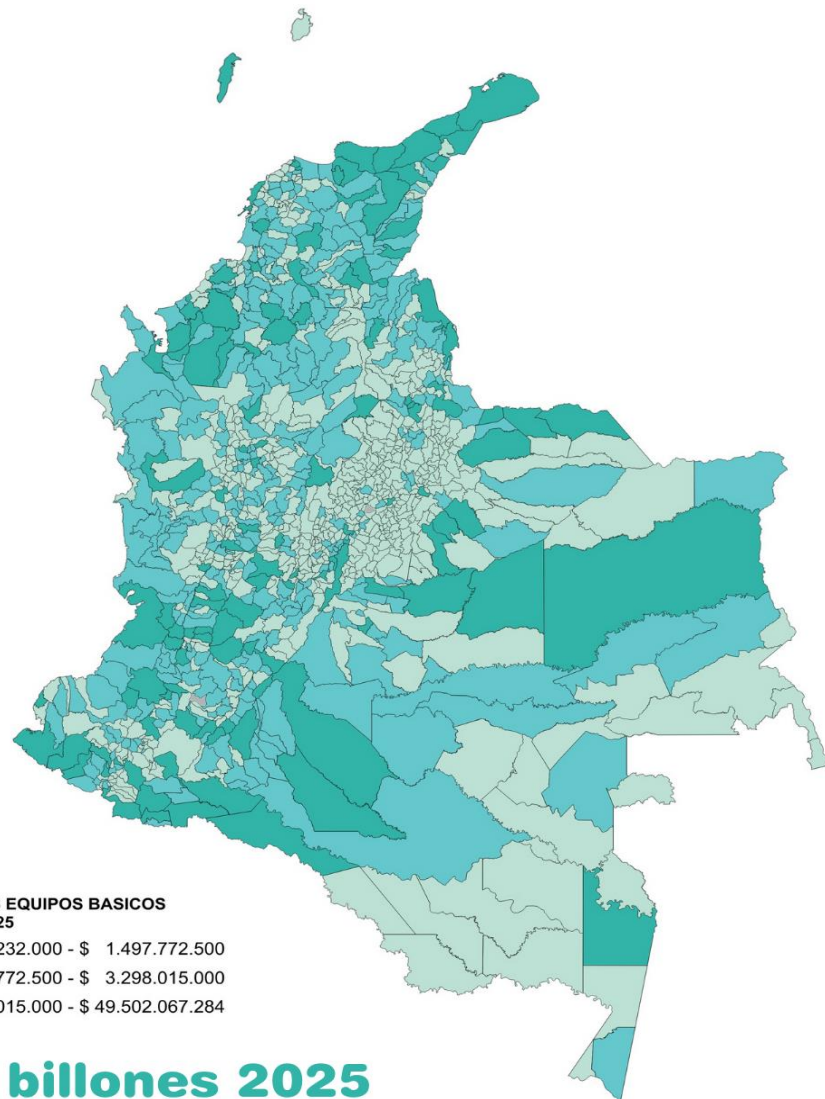 EQUIPOS BASICOS
25
232.000 - $ 1.497.772.500
772.500 - $ 3.298.015.000
015.000 - $ 49.502.067.284
billones 2025